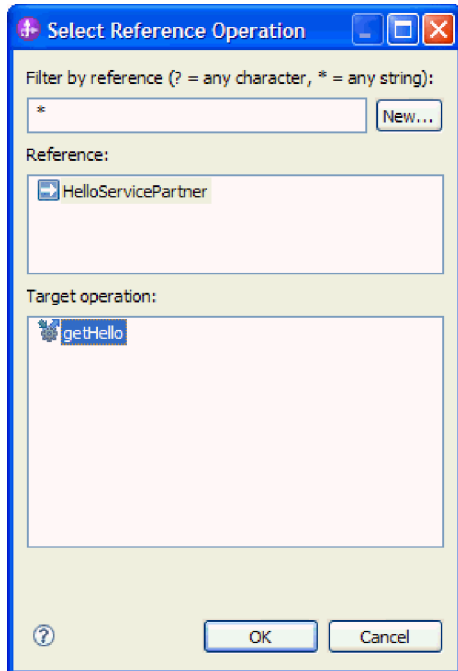 Select Reference Operation
Filter by reference (? = any character, * = any string):
*
New...
Reference:
HelloServicePartner
Target operation:
getHello
?
OK
Cancel